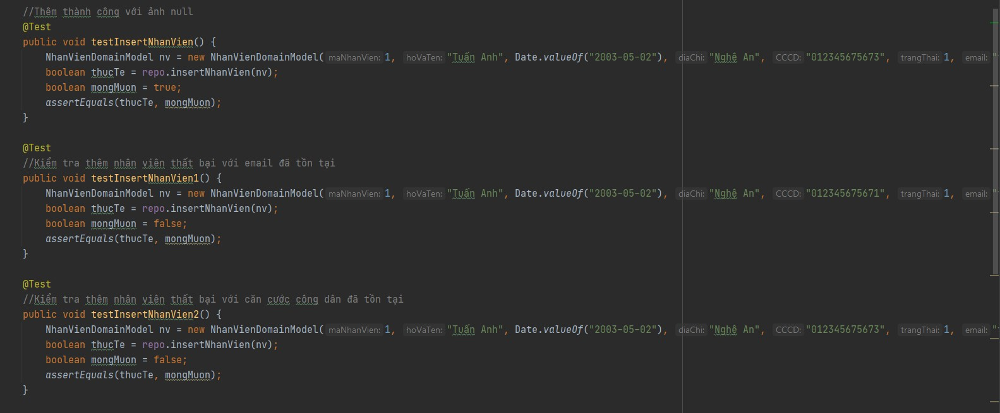 //Thêm thành công với ảnh null
@Test
public void testInsertNhanVien() {
NhanVienDomainModel nv = new NhanVienDomainModel( maNhanVien: 1, hoVaTen: "Tuấn Anh", Date.valueOf("2003-05-02"), diaChi: "Nghệ An", CCCD: "012345675673", trangThai: 1, email: "
boolean thucTe = repo.insertNhanVien(nv);
boolean mongMuon = true;
assertEquals(thucTe, mongMuon);
}
@Test
//Kiểm tra thêm nhân viên thất bại với email đã tồn tại
public void testInsertNhanVien1() {
NhanVienDomainModel nv = new NhanVienDomainModel( maNhanVien: 1, hoVaTen: "Tuấn Anh", Date.valueOf("2003-05-02"), diaChi: "Nghệ An", CCCD: "012345675671", trangThai: 1, email: "
boolean thucTe = repo.insertNhanVien(nv);
boolean mongMuon = false;
assertEquals(thucTe, mongMuon);
}
@Test
//Kiểm tra thêm nhân viên thất bại với căn cước công dân đã tồn tại
public void testInsertNhanVien2() {
NhanVienDomainModel nv = new NhanVienDomainModel( maNhanVien: 1, hoVaTen: "Tuấn Anh", Date.valueOf("2003-05-02"), diaChi: "Nghệ An", CCCD: "012345675673", trangThai: 1, email: "
boolean thucTe = repo.insertNhanVien(nv);
boolean mongMuon = false;
assertEquals(thucTe, mongMuon);
}